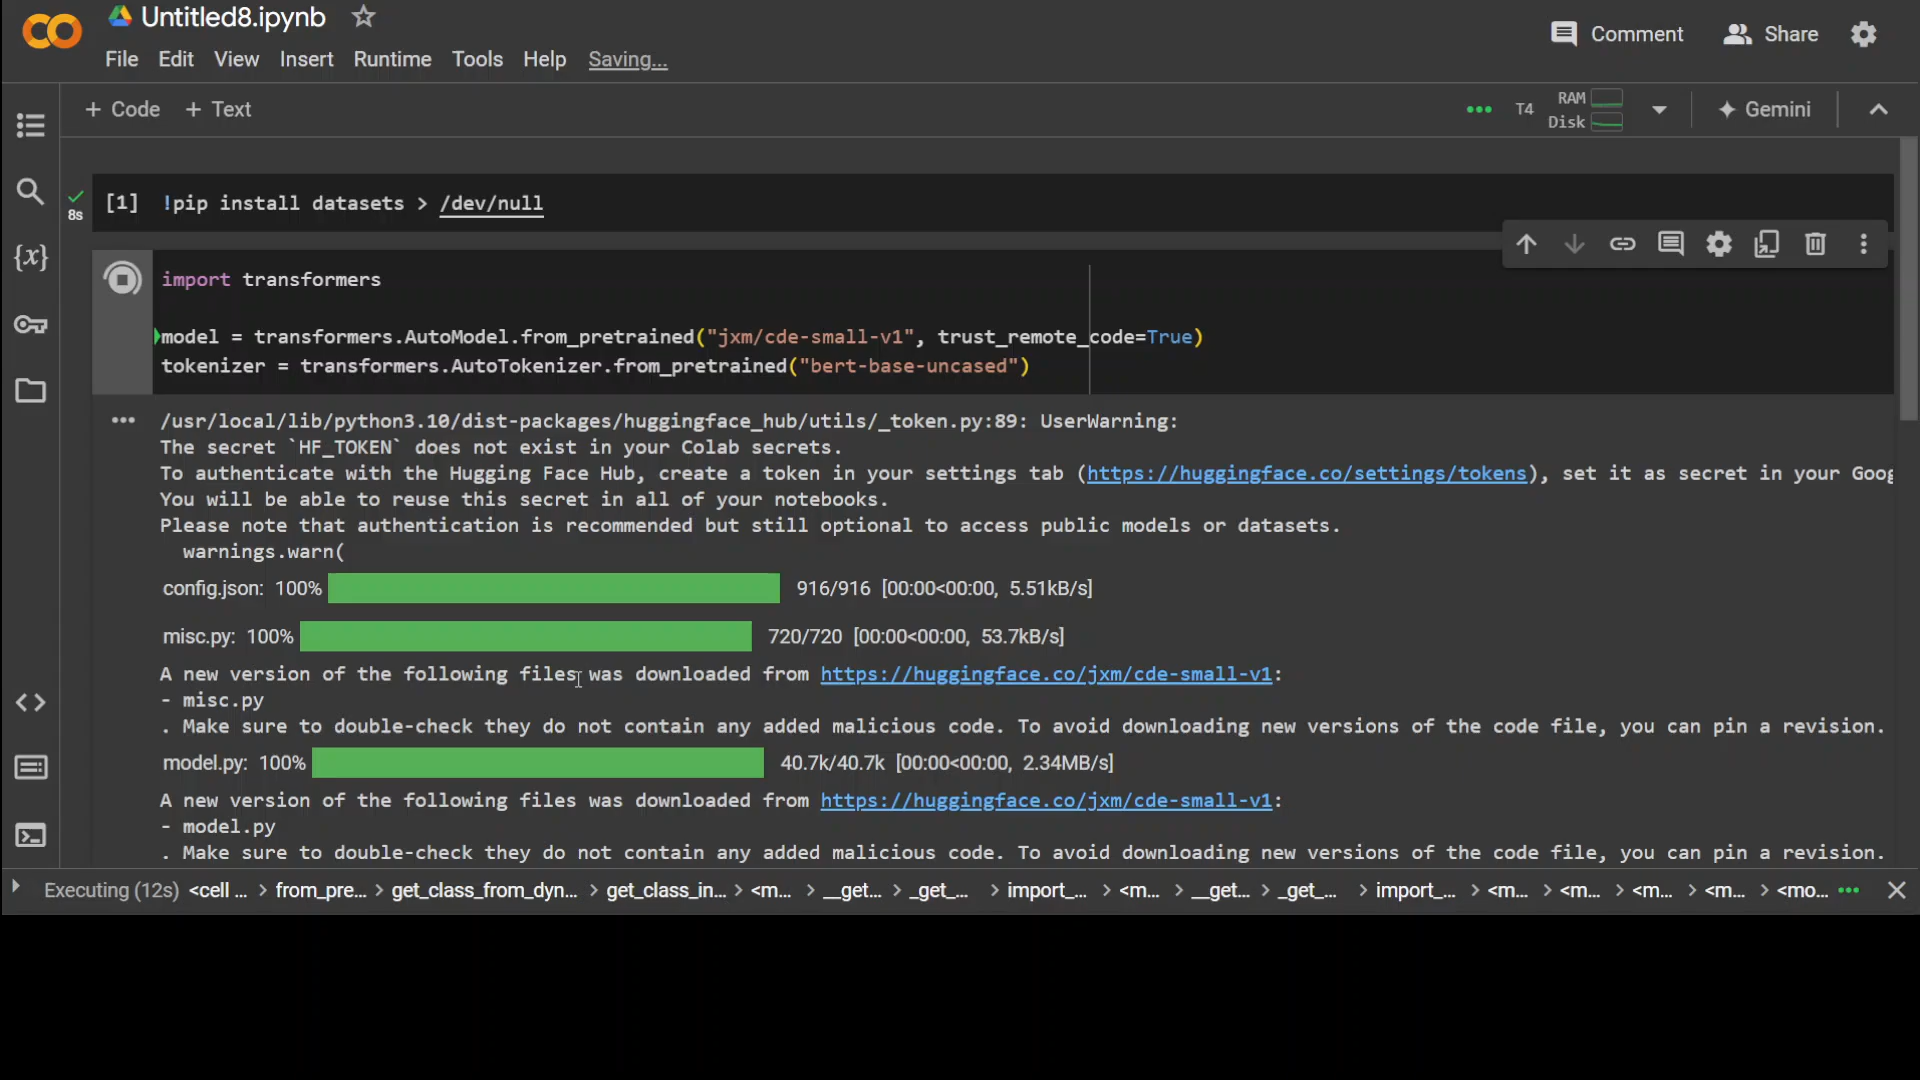 Untitled8.ipynb
Comment
Share
File Edit View Insert Runtime Tools Help Saving...
+ Code + Text
T4
RAM
Disk
Gemini
8s
[1] !pip install datasets > /dev/null
{x}
import transformers
model = transformers.AutoModel.from_pretrained("jxm/cde-small-v1", trust_remote_code=True)
tokenizer = transformers.AutoTokenizer.from_pretrained("bert-base-uncased")
/usr/local/lib/python3.10/dist-packages/huggingface_hub/utils/_token.py:89: UserWarning:
The secret `HF_TOKEN` does not exist in your Colab secrets.
To authenticate with the Hugging Face Hub, create a token in your settings tab (https://huggingface.co/settings/tokens), set it as secret in your Goog
You will be able to reuse this secret in all of your notebooks.
Please note that authentication is recommended but still optional to access public models or datasets.
warnings.warn(
config.json: 100% 916/916 [00:00<00:00, 5.51kB/s]
misc.py: 100% 720/720 [00:00<00:00, 53.7kB/s]
A new version of the following files was downloaded from https://huggingface.co/jxm/cde-small-v1:
- misc.py
. Make sure to double-check they do not contain any added malicious code. To avoid downloading new versions of the code file, you can pin a revision.
model.py: 100% 40.7k/40.7k [00:00<00:00, 2.34MB/s]
A new version of the following files was downloaded from https://huggingface.co/jxm/cde-small-v1:
- model.py
. Make sure to double-check they do not contain any added malicious code. To avoid downloading new versions of the code file, you can pin a revision.
Executing (12s) <cell ... > from_pre... > get_class_from_dyn... > get_class_in... > <m... > __get... > _get_... > import_... > <m... > __get... > _get_... > import_... > <m... > <m... > <m... > <m... > <mo...